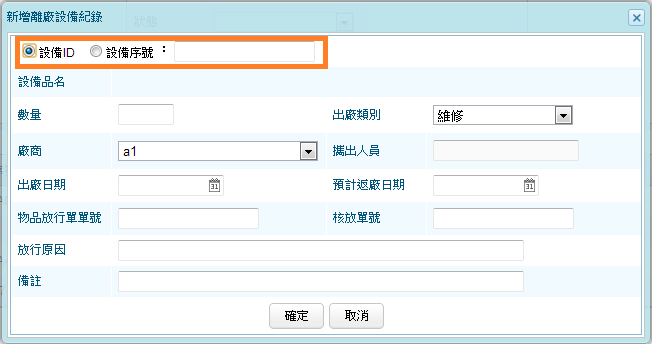 新增離廠設備紀錄
狀態
設備ID 設備序號 :
設備品名
數量 出廠類別 維修
廠商 a1 攜出人員
出廠日期 31 預計返廠日期 31
物品放行單單號 核放單號
放行原因
備註
確定 取消